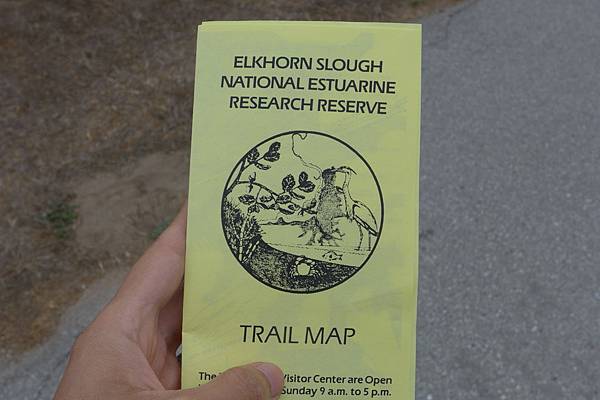 ELKHORN SLOUGH
NATIONAL ESTUARINE
RESEARCH RESERVE
TRAIL MAP
The Visitor Center are Open
Sunday 9 a.m. to 5 p.m.